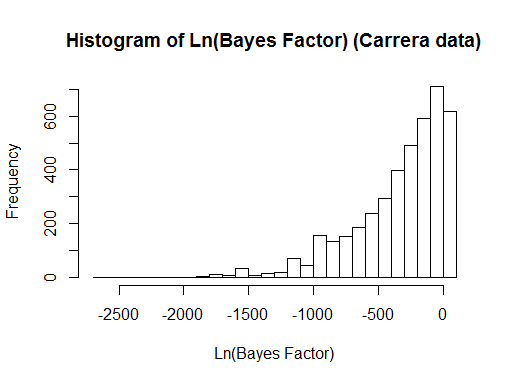 Histogram of Ln(Bayes Factor) (Carrera data)
Frequency
600
400
200
0
-2500 -2000 -1500 -1000 -500 0
Ln(Bayes Factor)